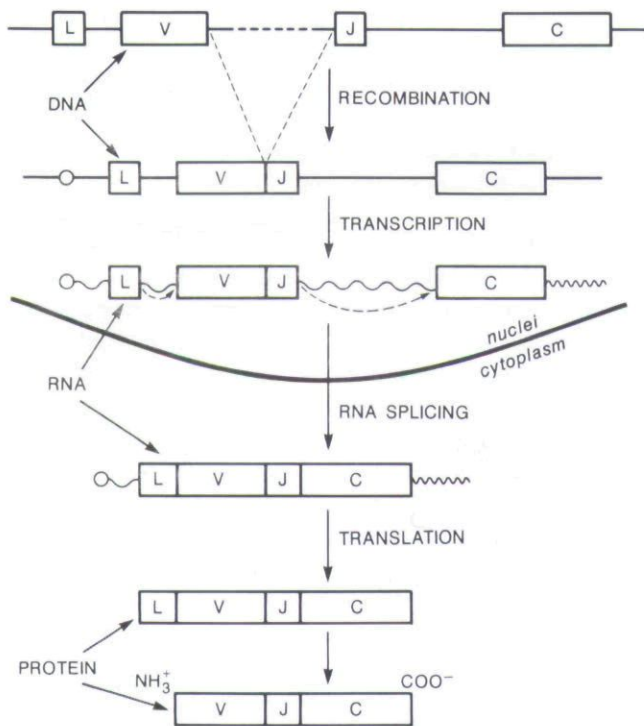 L V J C
DNA
RECOMBINATION
L V J C
TRANSCRIPTION
L V J C
nuclei
cytoplasm
RNA
RNA SPLICING
L V J C
TRANSLATION
L V J C
PROTEIN
NH₃⁺ COO⁻
V J C